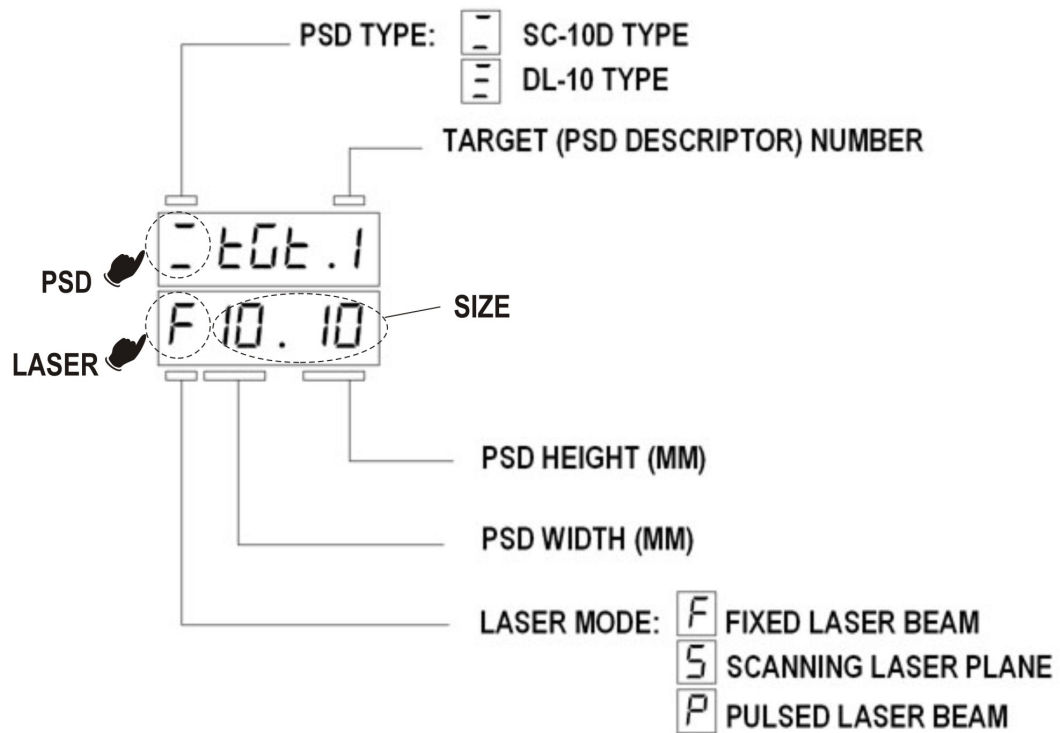 PSD TYPE: SC-10D TYPE
DL-10 TYPE
TARGET (PSD DESCRIPTOR) NUMBER
tGt.1
PSD
F 10. 10
SIZE
LASER
PSD HEIGHT (MM)
PSD WIDTH (MM)
LASER MODE: F FIXED LASER BEAM
S SCANNING LASER PLANE
P PULSED LASER BEAM